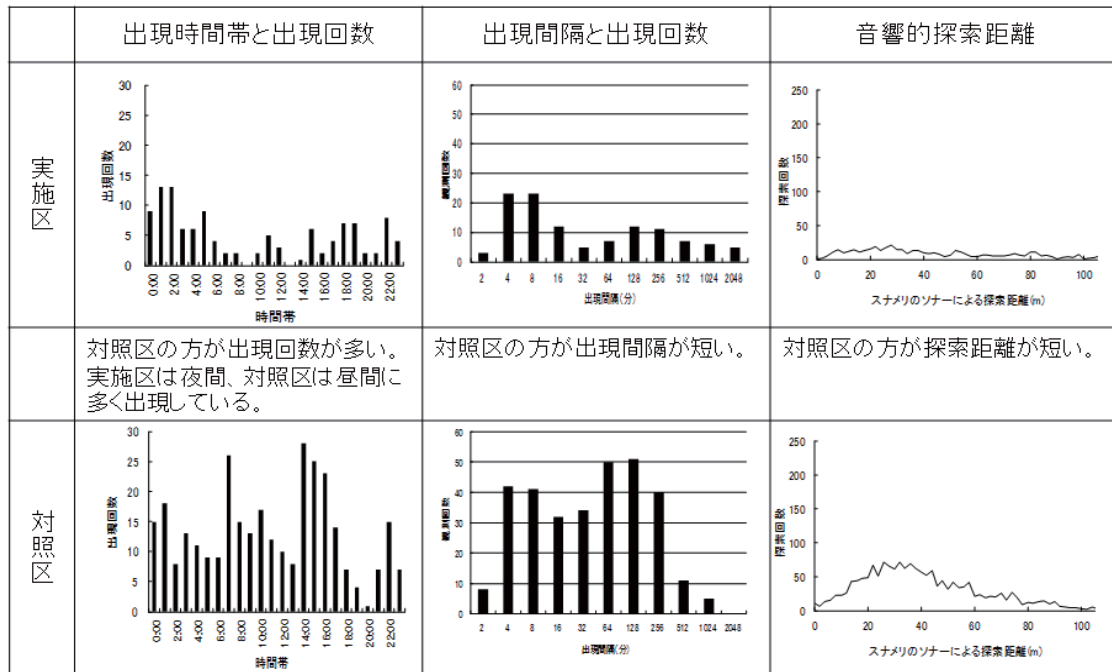 出現時間帯と出現回数
出現間隔と出現回数
音響的探索距離
実施区
出現回数
30
25
20
15
10
5
0
0:00 2:00 4:00 6:00 8:00 10:00 12:00 14:00 16:00 18:00 20:00 22:00
時間帯
観測回数
60
50
40
30
20
10
0
2 4 8 16 32 64 128 256 512 1024 2048
出現間隔(分)
探索回数
250
200
150
100
50
0
0 20 40 60 80 100
スナメリのソナーによる探索距離(m)
対照区の方が出現回数が多い。
実施区は夜間、対照区は昼間に
多く出現している。
対照区の方が出現間隔が短い。
対照区の方が探索距離が短い。
対照区
出現回数
30
25
20
15
10
5
0
0:00 2:00 4:00 6:00 8:00 10:00 12:00 14:00 16:00 18:00 20:00 22:00
時間帯
観測回数
60
50
40
30
20
10
0
2 4 8 16 32 64 128 256 512 1024 2048
出現間隔(分)
探索回数
250
200
150
100
50
0
0 20 40 60 80 100
スナメリのソナーによる探索距離(m)